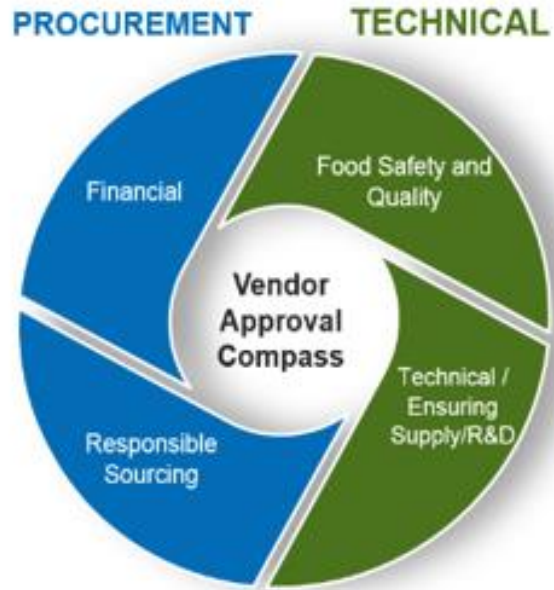 PROCUREMENT
TECHNICAL
Financial
Food Safety and
Quality
Vendor
Approval
Compass
Technical /
Ensuring
Supply/R&D
Responsible
Sourcing